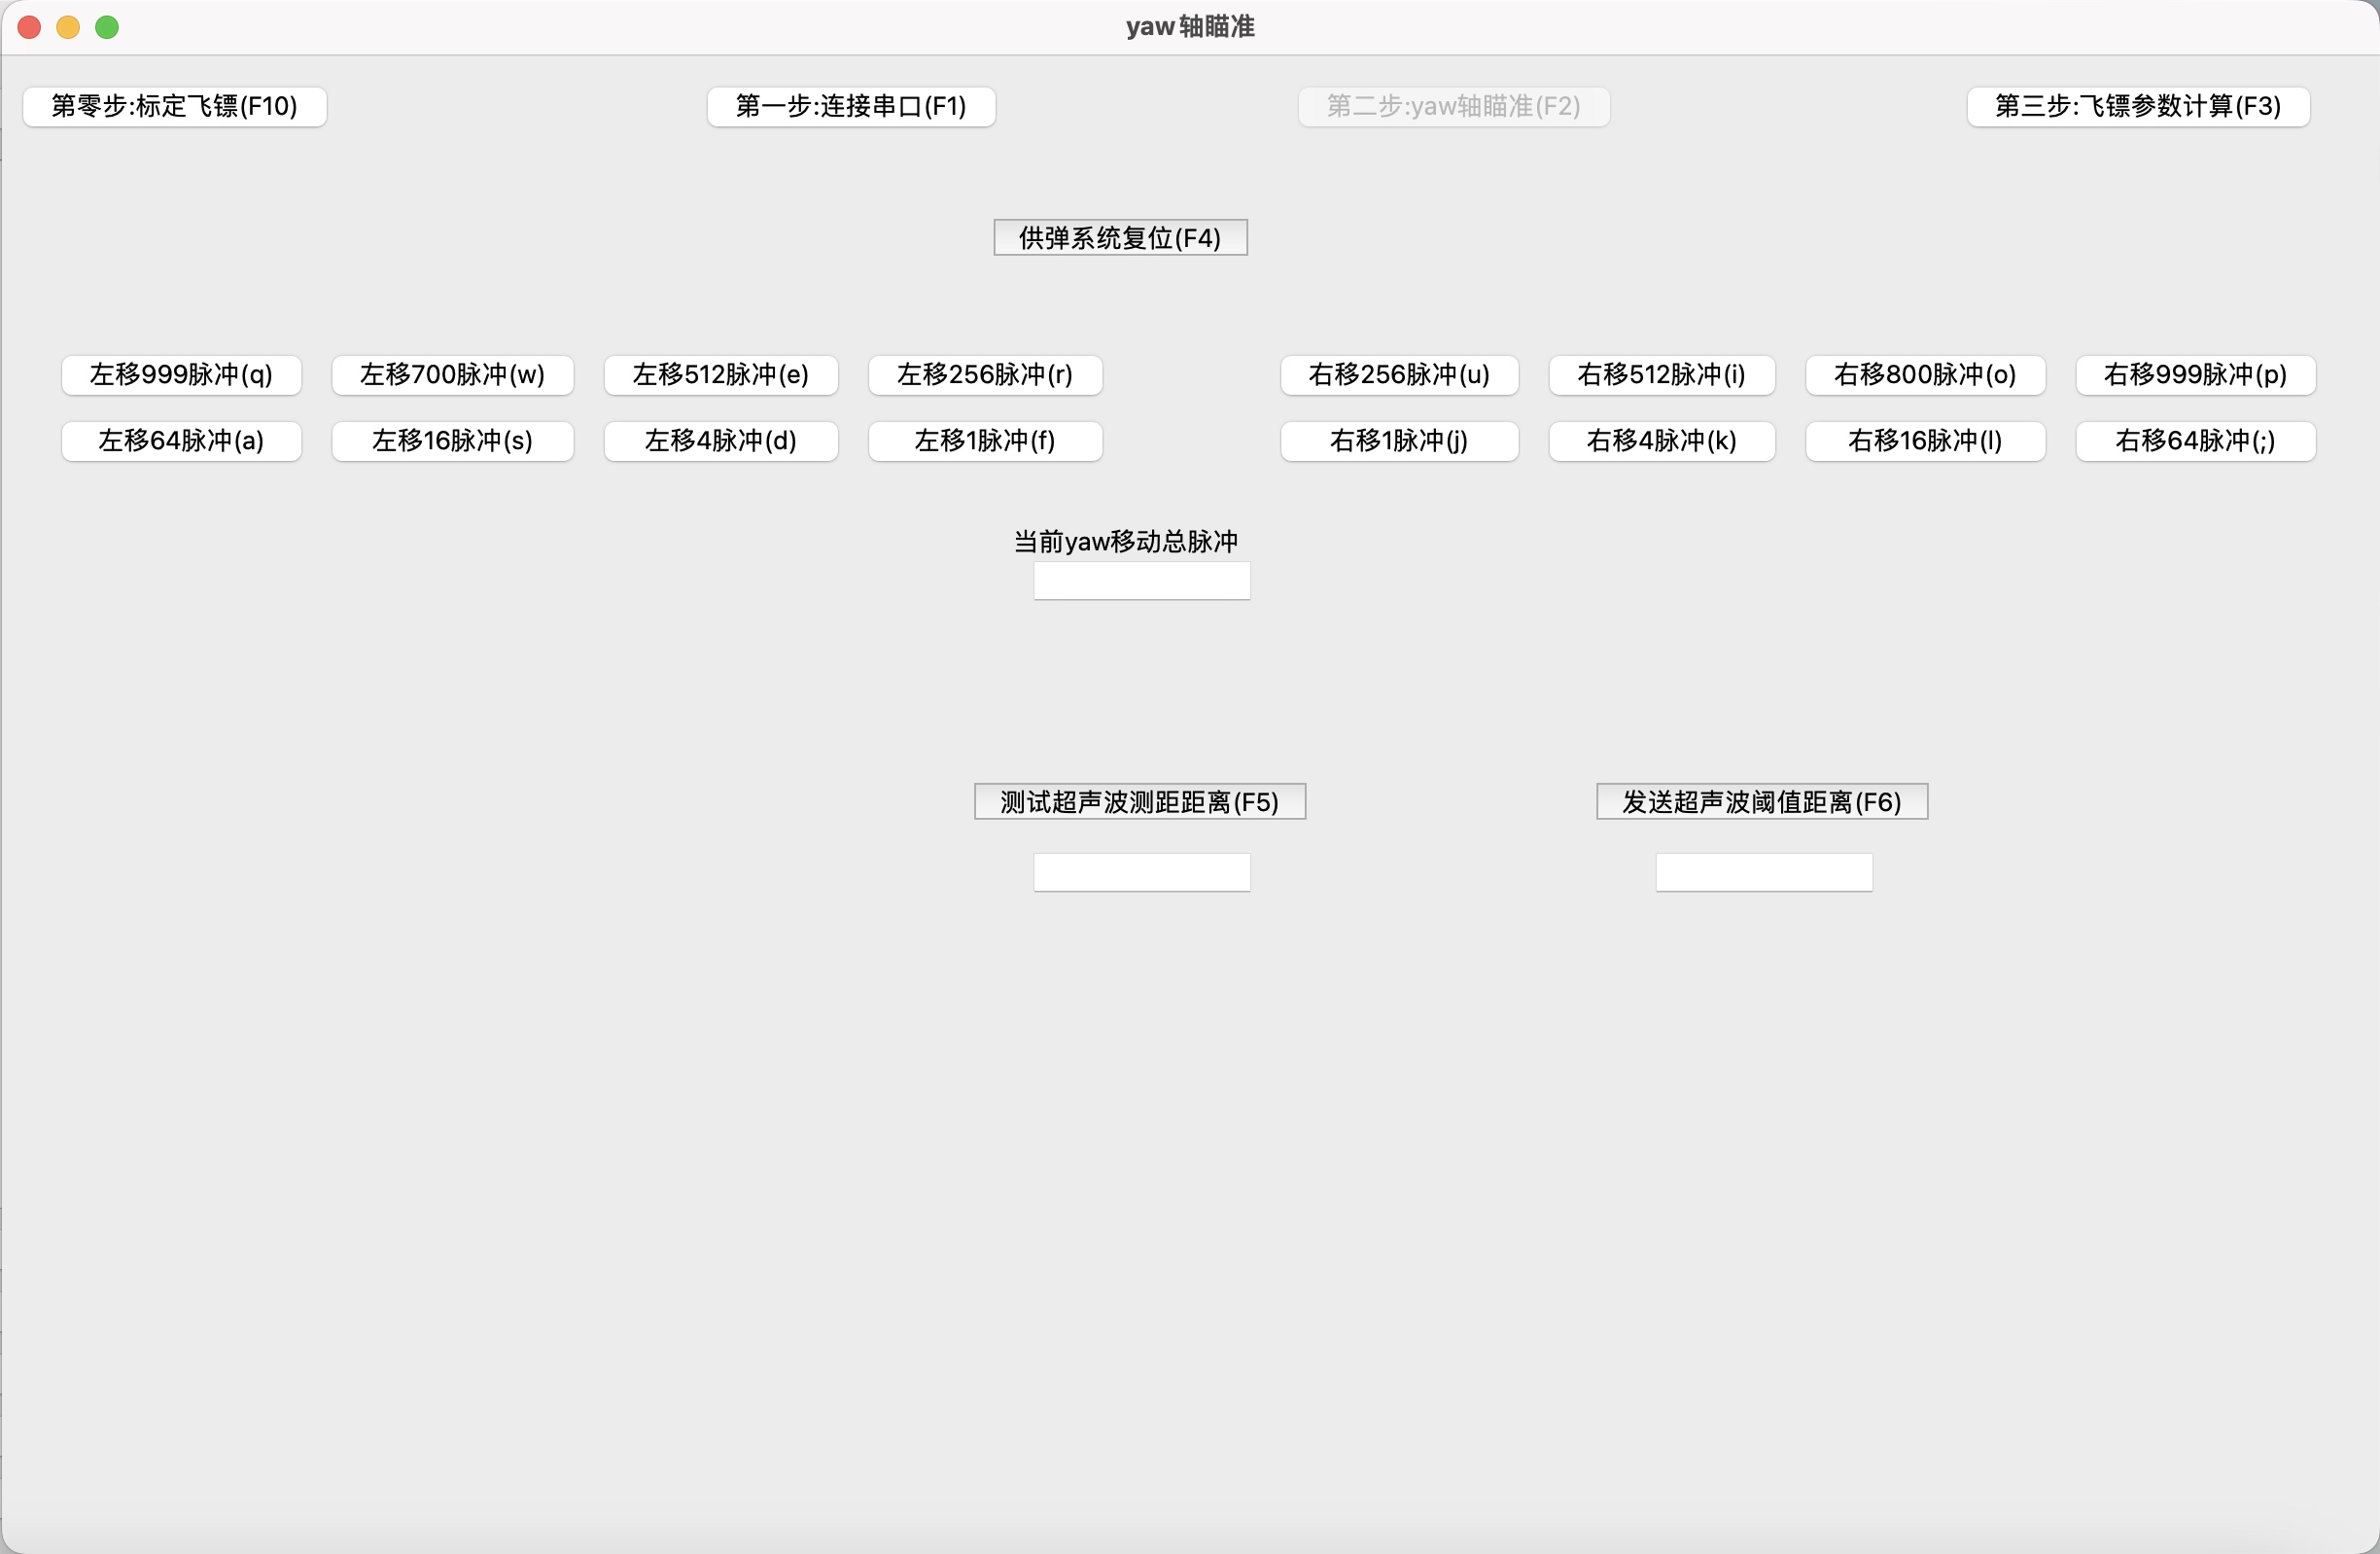 yaw轴瞄准
第零步:标定飞镖(F10) 第一步:连接串口(F1) 第二步:yaw轴瞄准(F2) 第三步:飞镖参数计算(F3)
供弹系统复位(F4)
左移999脉冲(q) 左移700脉冲(w) 左移512脉冲(e) 左移256脉冲(r) 右移256脉冲(u) 右移512脉冲(i) 右移800脉冲(o) 右移999脉冲(p)
左移64脉冲(a) 左移16脉冲(s) 左移4脉冲(d) 左移1脉冲(f) 右移1脉冲(j) 右移4脉冲(k) 右移16脉冲(l) 右移64脉冲(;)
当前yaw移动总脉冲
测试超声波测距距离(F5) 发送超声波阈值距离(F6)